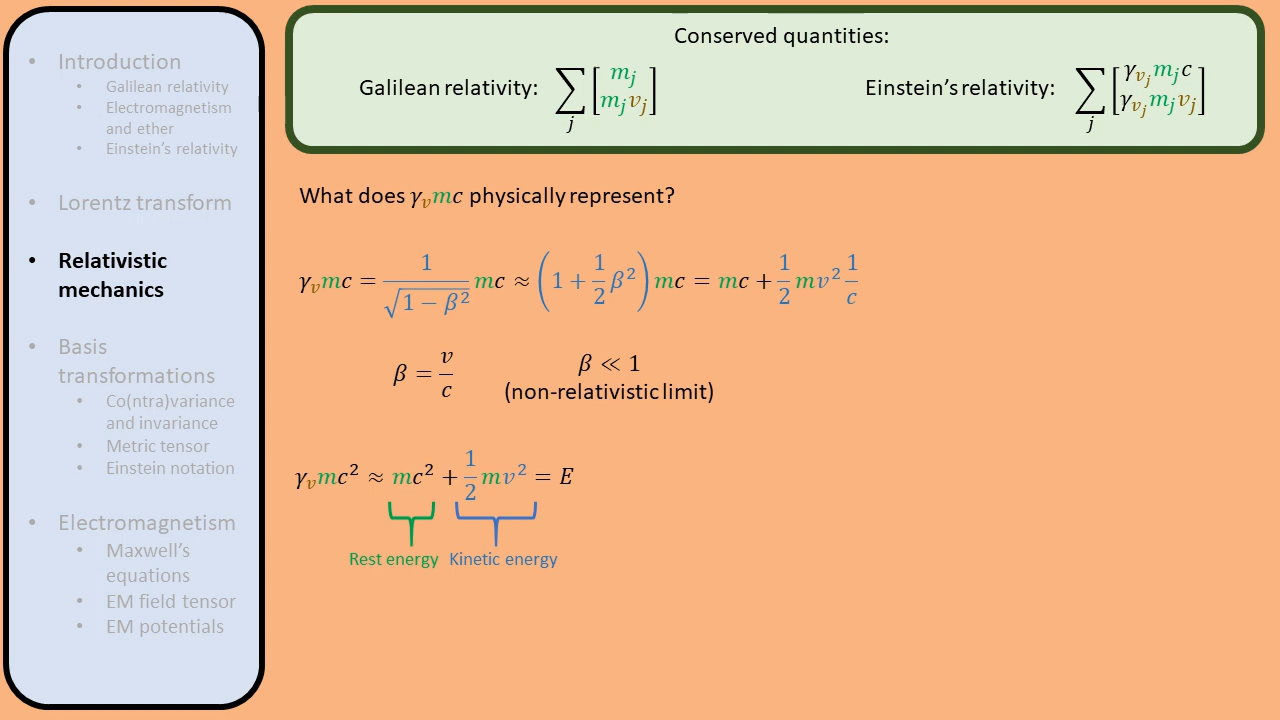 • Introduction
• Galilean relativity
• Electromagnetism
and ether
• Einstein's relativity
• Lorentz transform
• Relativistic
mechanics
• Basis
transformations
• Co(ntra)variance
and invariance
• Metric tensor
• Einstein notation
• Electromagnetism
• Maxwell's
equations
• EM field tensor
• EM potentials
Conserved quantities:
Galilean relativity: ∑_j [m_j; m_j v_j]
Einstein's relativity: ∑_j [γ_{v_j} m_j c; γ_{v_j} m_j v_j]
What does γ_v mc physically represent?
γ_v mc = 1/√(1 − β²) mc ≈ (1 + 1/2 β²) mc = mc + 1/2 mv² 1/c
β = v/c
β ≪ 1
(non-relativistic limit)
γ_v mc² ≈ mc² + 1/2 mv² = E
Rest energy
Kinetic energy